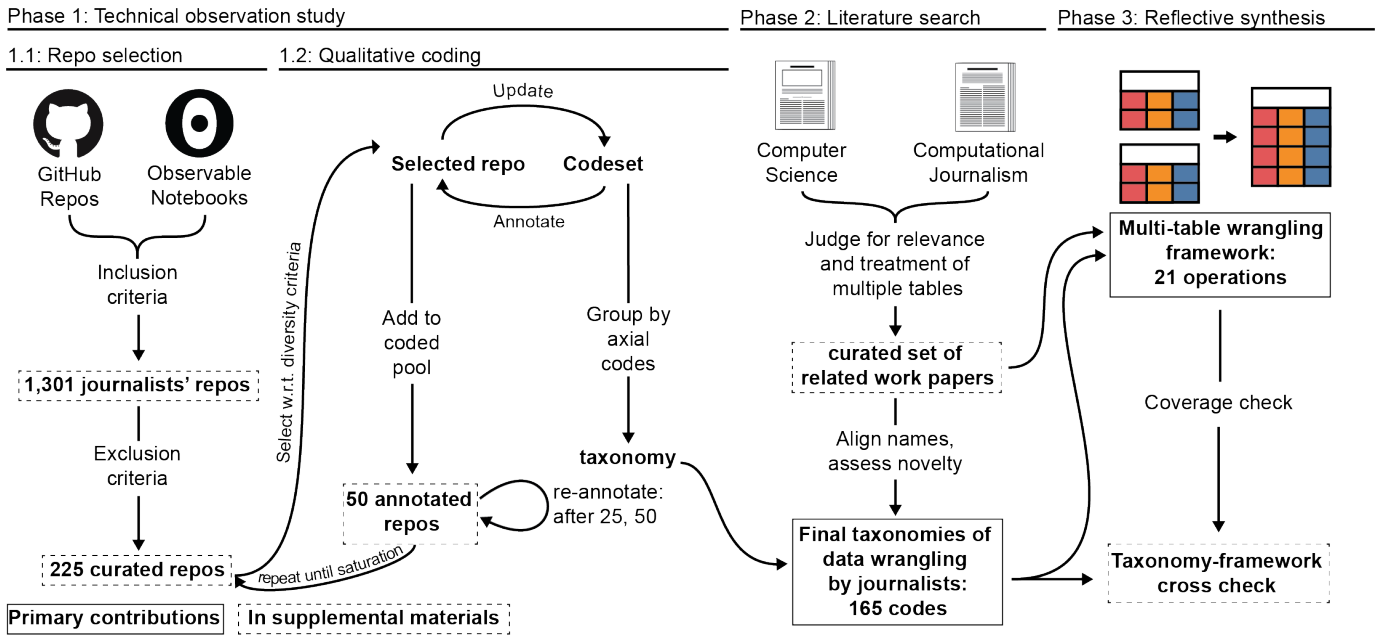 Phase 1: Technical observation study
1.1: Repo selection
GitHub
Repos
Observable
Notebooks
Inclusion
criteria
1,301 journalists’ repos
Exclusion
criteria
225 curated repos
1.2: Qualitative coding
Select w.r.t. diversity criteria
Update
Selected repo
Codeset
Annotate
Add to
coded
pool
Group by
axial
codes
taxonomy
50 annotated
repos
re-annotate:
after 25, 50
repeat until saturation
Phase 2: Literature search
Computer
Science
Computational
Journalism
Judge for relevance
and treatment of
multiple tables
curated set of
related work papers
Align names,
assess novelty
Final taxonomies of
data wrangling
by journalists:
165 codes
Phase 3: Reflective synthesis
Multi-table wrangling
framework:
21 operations
Coverage check
Taxonomy-framework
cross check
Primary contributions
In supplemental materials